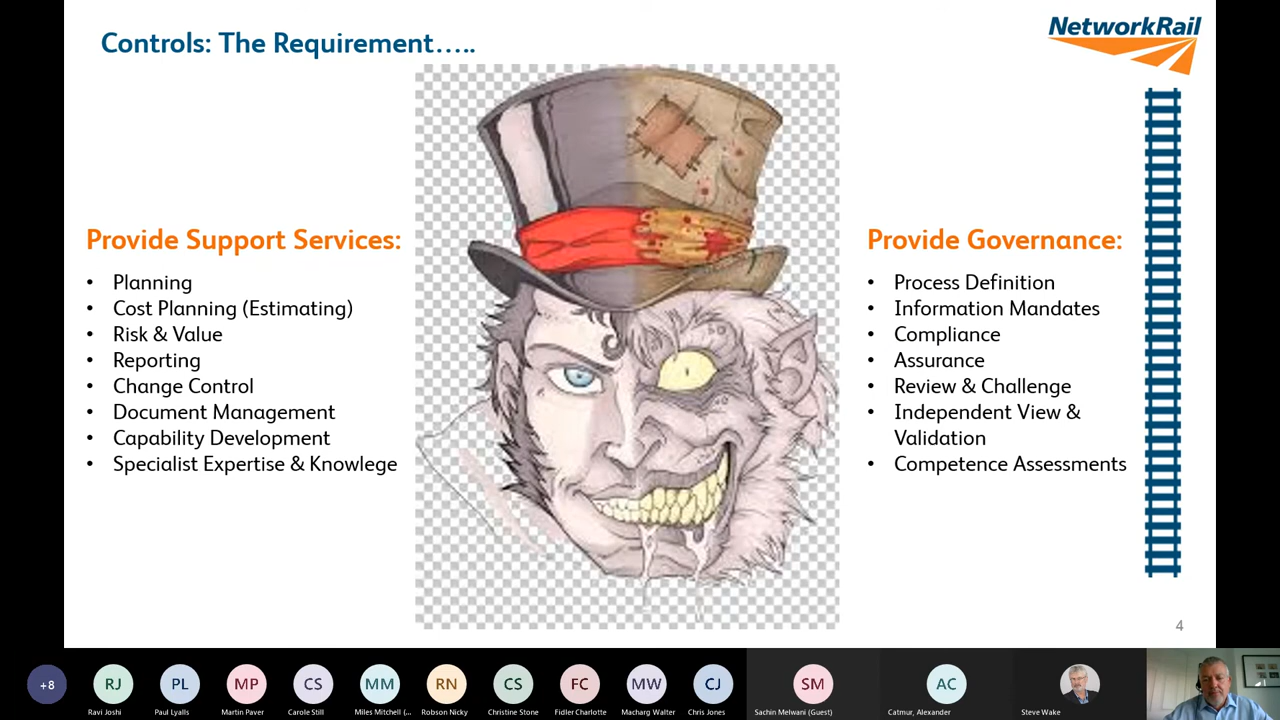 Controls: The Requirement.....
NetworkRail
Provide Support Services:
• Planning
• Cost Planning (Estimating)
• Risk & Value
• Reporting
• Change Control
• Document Management
• Capability Development
• Specialist Expertise & Knowlege
Provide Governance:
• Process Definition
• Information Mandates
• Compliance
• Assurance
• Review & Challenge
• Independent View &
Validation
• Competence Assessments
4
+8
RJ
PL
MP
CS
MM
RN
CS
FC
MW
CJ
SM
AC
Ravi Joshi
Paul Lyalls
Martin Paver
Carole Still
Miles Mitchell (...
Robson Nicky
Christine Stone
Fidler Charlotte
Macharg Walter
Chris Jones
Sachin Melwani (Guest)
Catmur, Alexander
Steve Wake